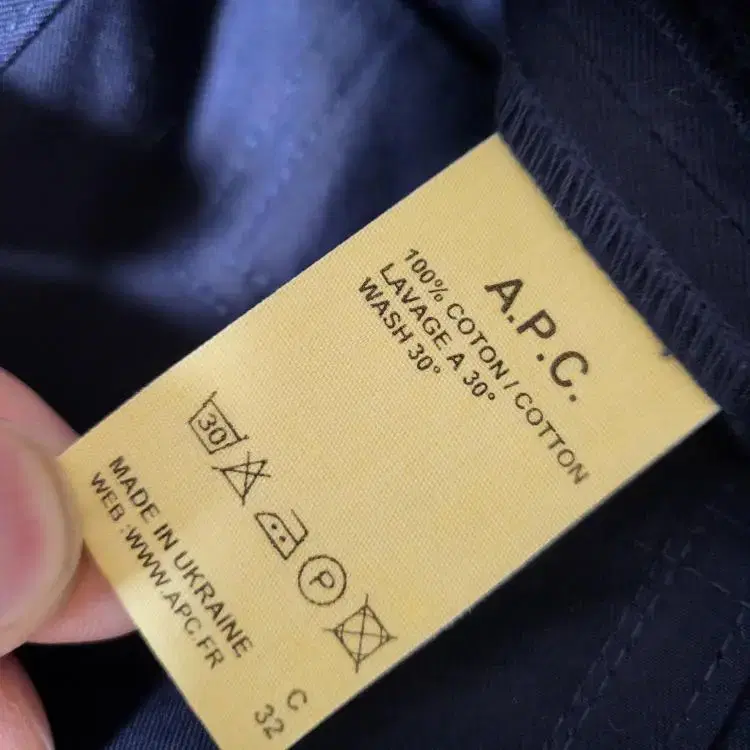 A.P.C.
100% COTON / COTTON
LAVAGE A 30°
WASH 30°
30
P
MADE IN UKRAINE
WEB :WWW.APC.FR
C
32